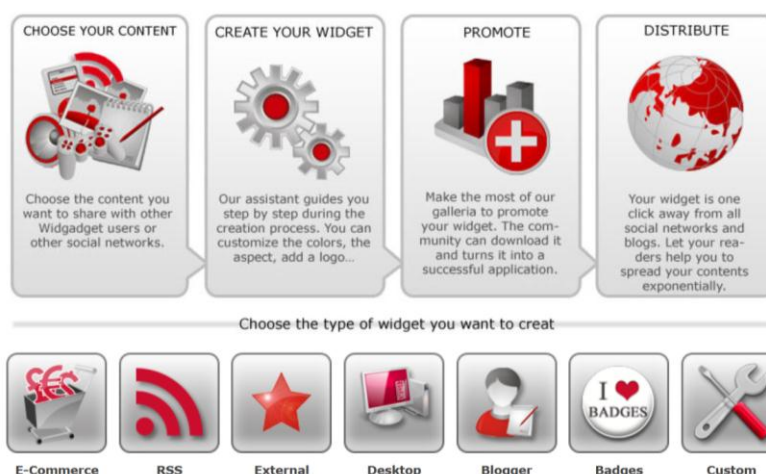 CHOOSE YOUR CONTENT
Choose the content you
want to share with other
Widgadget users or
other social networks.
CREATE YOUR WIDGET
Our assistant guides you
step by step during the
creation process. You can
customize the colors, the
aspect, add a logo...
PROMOTE
Make the most of our
galleria to promote
your widget. The com-
munity can download it
and turns it into a
successful application.
DISTRIBUTE
Your widget is one
click away from all
social networks and
blogs. Let your rea-
ders help you to
spread your contents
exponentially.
Choose the type of widget you want to creat
I ♥
BADGES
E-Commerce
RSS
External
Desktop
Blogger
Badges
Custom